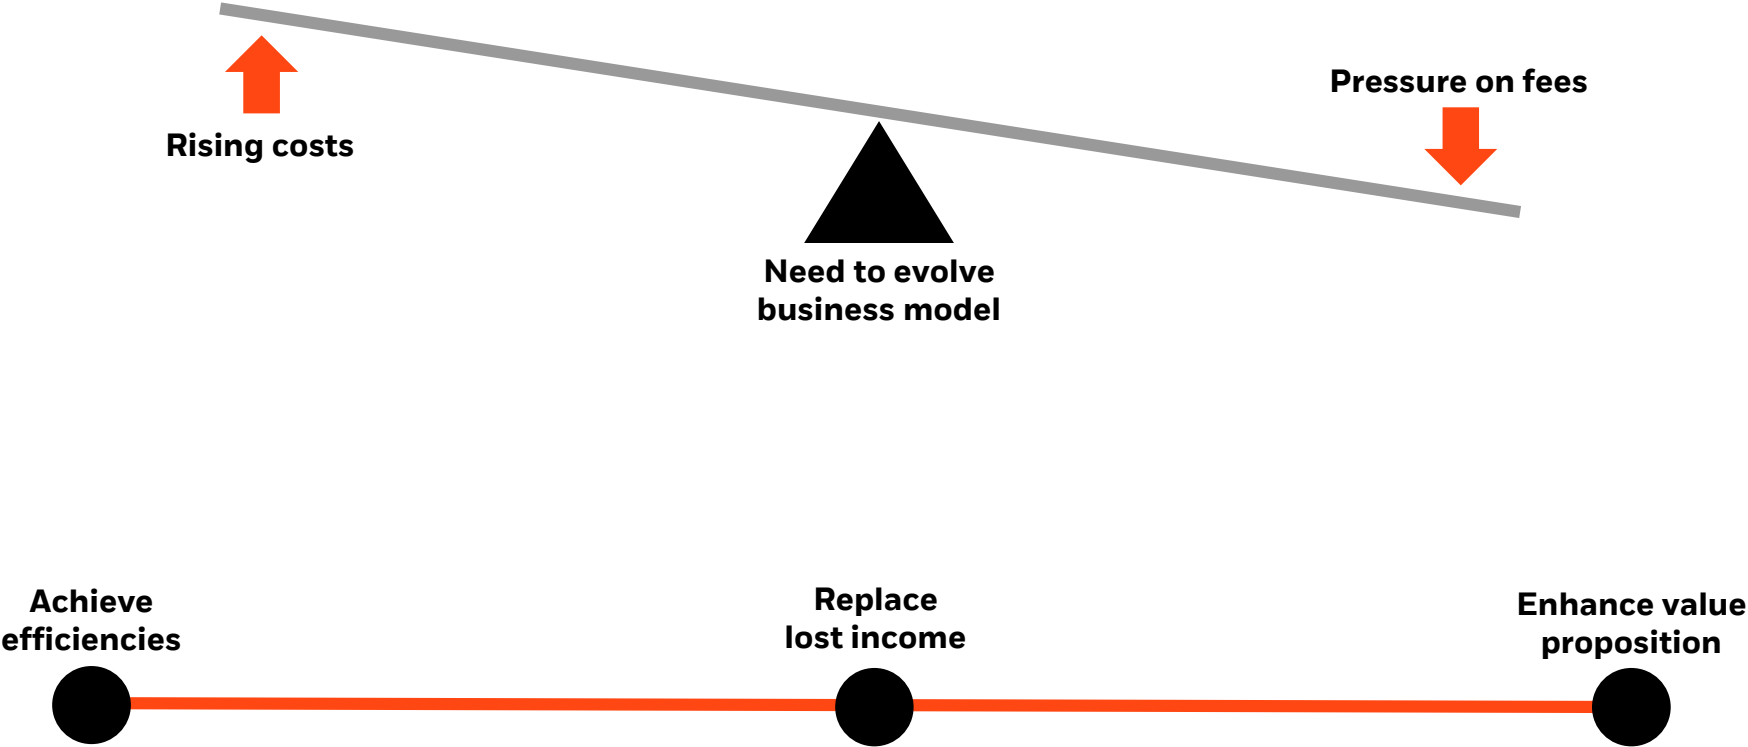 Pressure on fees
Rising costs
Need to evolve
business model
Achieve
efficiencies
Replace
lost income
Enhance value
proposition